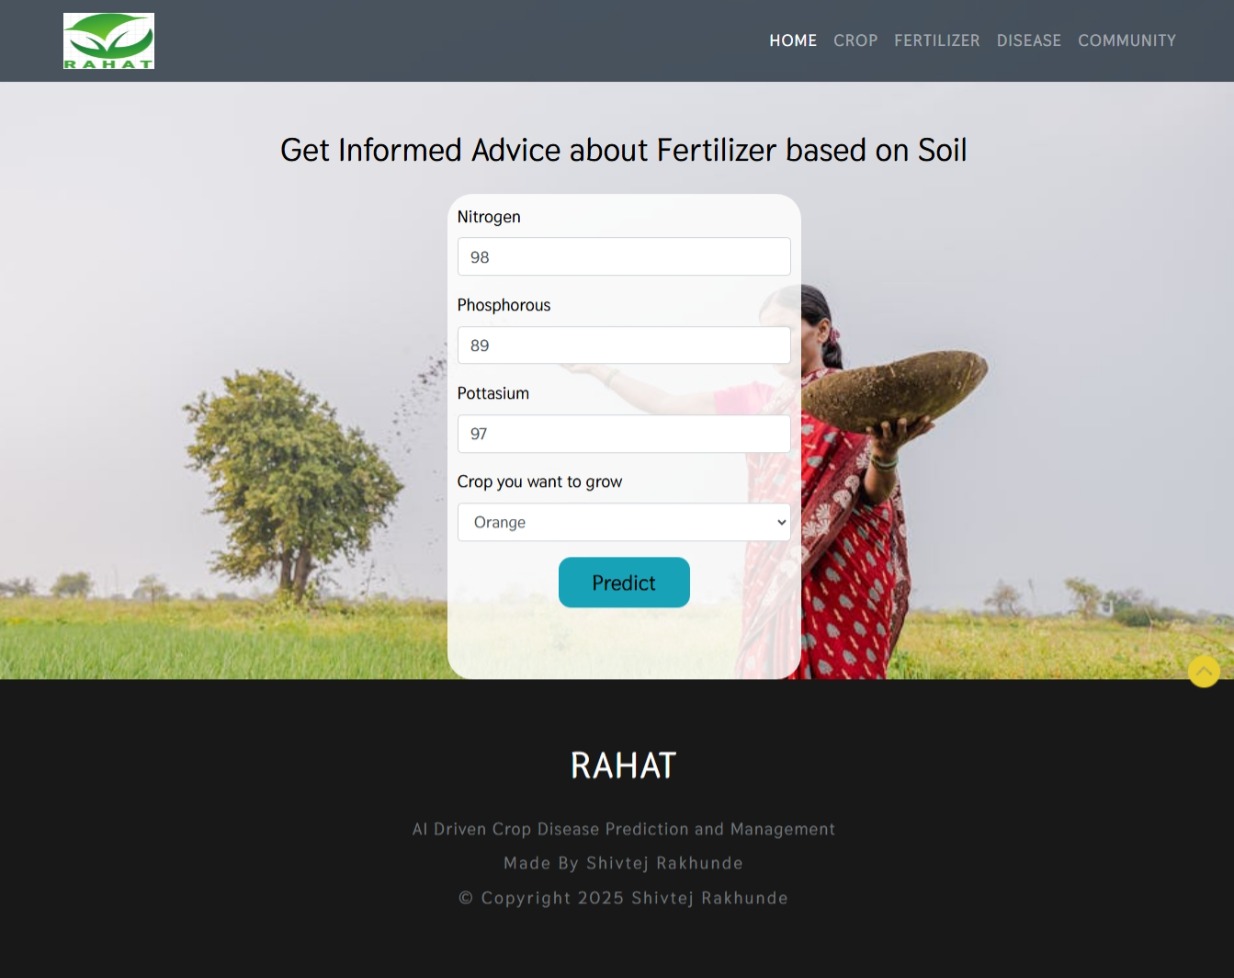 RAHAT
HOME CROP FERTILIZER DISEASE COMMUNITY
Get Informed Advice about Fertilizer based on Soil
Nitrogen
98
Phosphorous
89
Pottasium
97
Crop you want to grow
Orange
Predict
RAHAT
AI Driven Crop Disease Prediction and Management
Made By Shivtej Rakhunde
© Copyright 2025 Shivtej Rakhunde